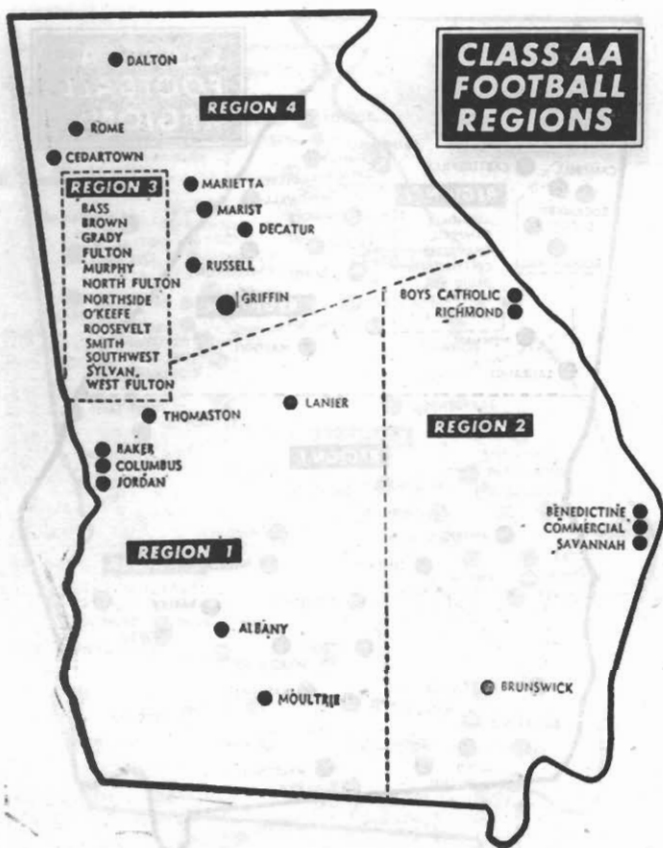 CLASS AA
FOOTBALL
REGIONS
DALTON
REGION 4
ROME
CEDARTOWN
REGION 3
BASS
BROWN
GRADY
FULTON
MURPHY
NORTH FULTON
NORTHSIDE
O'KEEFE
ROOSEVELT
SMITH
SOUTHWEST
SYLVAN
WEST FULTON
MARIETTA
MARIST
DECATUR
RUSSELL
GRIFFIN
BOYS CATHOLIC
RICHMOND
THOMASTON
LANIER
REGION 2
BAKER
COLUMBUS
JORDAN
BENEDICTINE
COMMERCIAL
SAVANNAH
REGION 1
ALBANY
MOULTRIE
BRUNSWICK